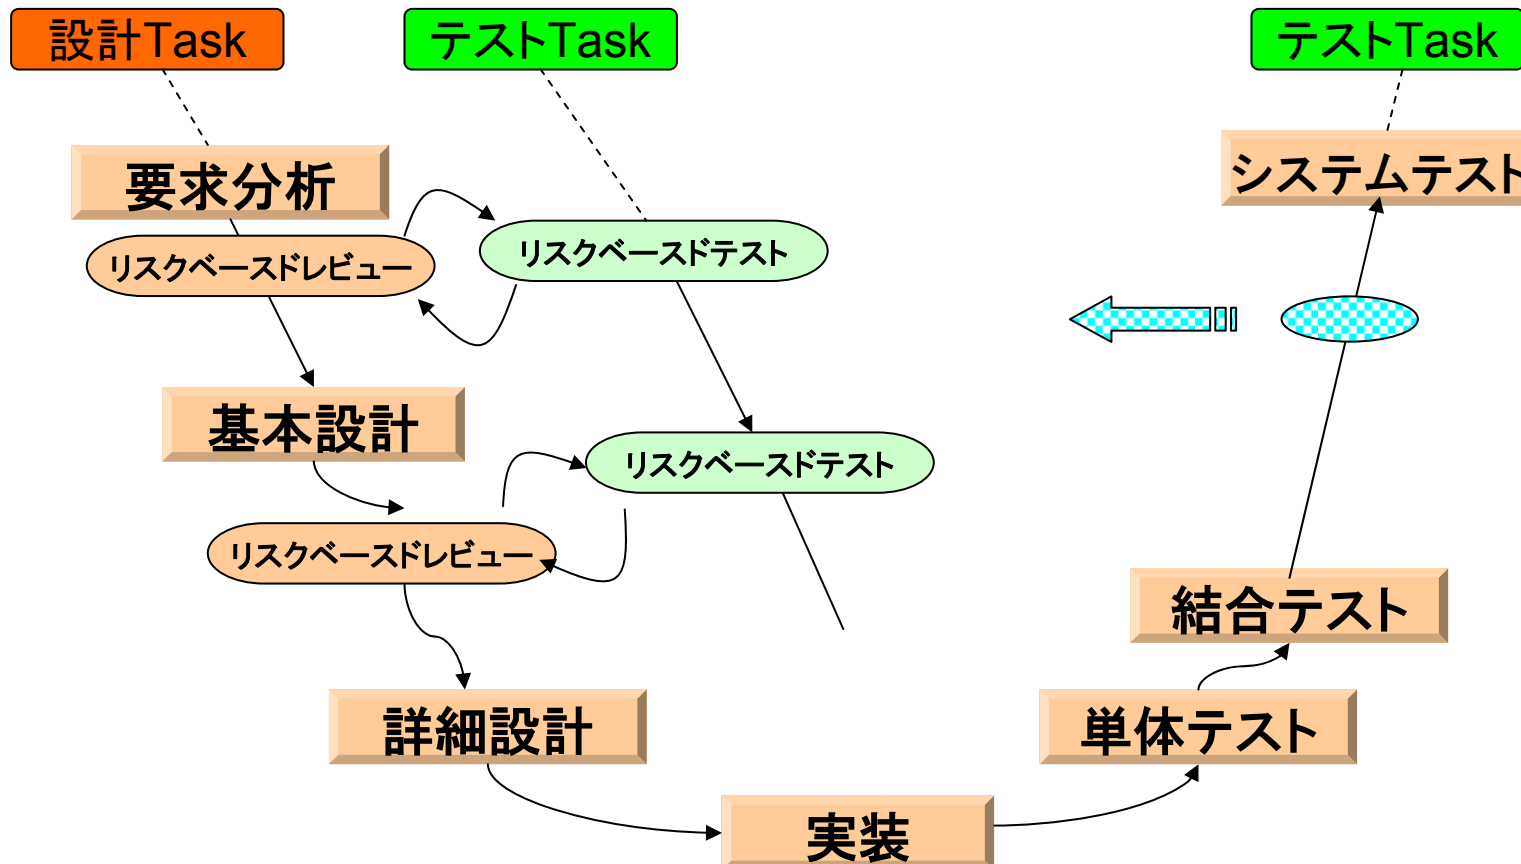 設計Task
テストTask
テストTask
要求分析
システムテスト
リスクベースドレビュー
リスクベースドテスト
基本設計
リスクベースドテスト
リスクベースドレビュー
結合テスト
詳細設計
単体テスト
実装